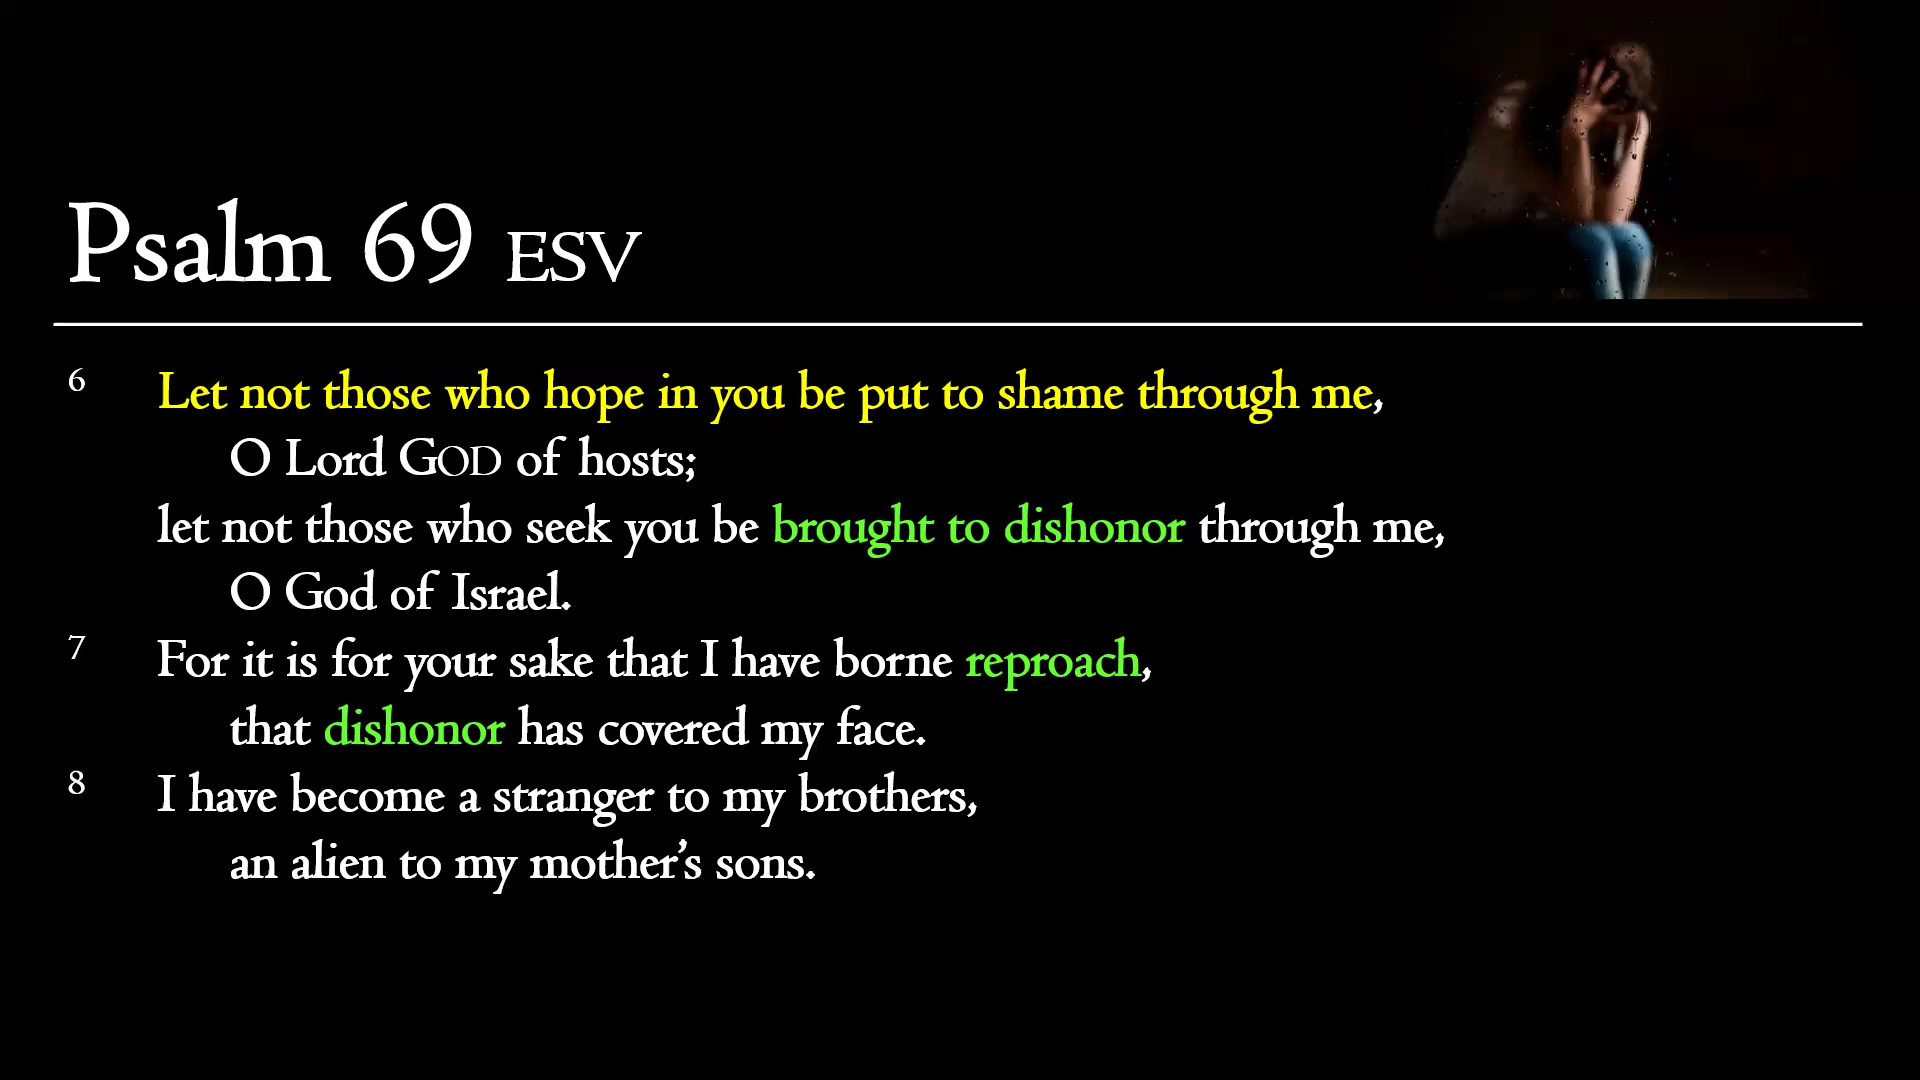 Psalm 69 ESV
6 Let not those who hope in you be put to shame through me,
O Lord GOD of hosts;
let not those who seek you be brought to dishonor through me,
O God of Israel.
7 For it is for your sake that I have borne reproach,
that dishonor has covered my face.
8 I have become a stranger to my brothers,
an alien to my mother’s sons.